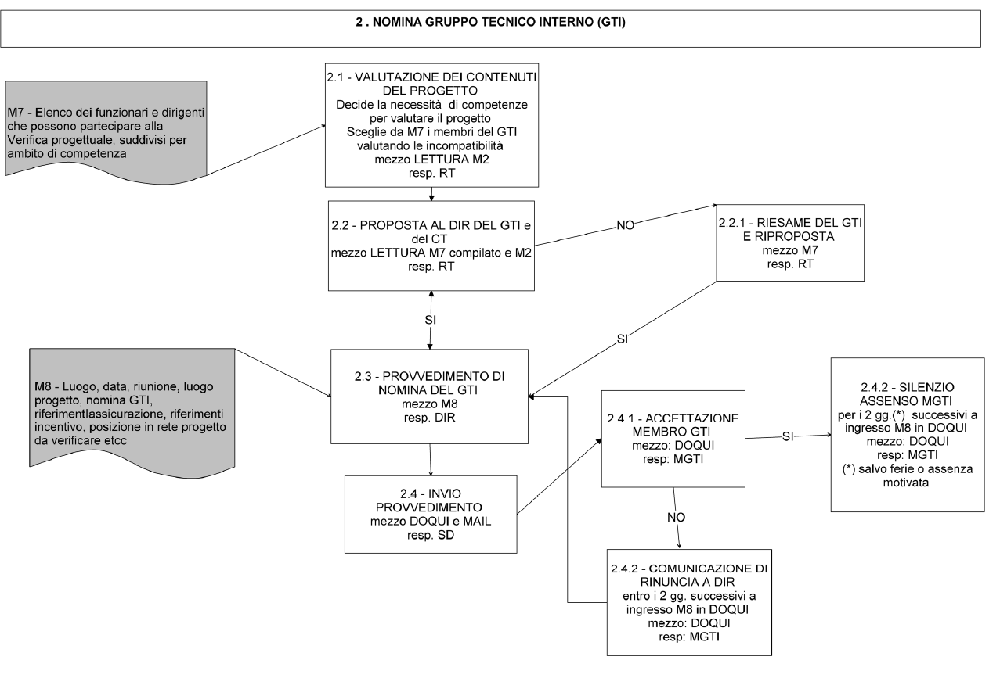 2 . NOMINA GRUPPO TECNICO INTERNO (GTI)
M7 - Elenco dei funzionari e dirigenti
che possono partecipare alla
Verifica progettuale, suddivisi per
ambito di competenza
2.1 - VALUTAZIONE DEI CONTENUTI
DEL PROGETTO
Decide la necessità di competenze
per valutare il progetto
Sceglie da M7 i membri del GTI
valutando le incompatibilità
mezzo LETTURA M2
resp. RT
2.2 - PROPOSTA AL DIR DEL GTI e
del CT
mezzo LETTURA M7 compilato e M2
resp. RT
NO
2.2.1 - RIESAME DEL GTI
E RIPROPOSTA
mezzo M7
resp. RT
SI
SI
M8 - Luogo, data, riunione, luogo
progetto, nomina GTI,
riferimentIassicurazione, riferimenti
incentivo, posizione in rete progetto
da verificare etcc
2.3 - PROVVEDIMENTO DI
NOMINA DEL GTI
mezzo M8
resp. DIR
2.4 - INVIO
PROVVEDIMENTO
mezzo DOQUI e MAIL
resp. SD
2.4.1 - ACCETTAZIONE
MEMBRO GTI
mezzo: DOQUI
resp: MGTI
SI
2.4.2 - SILENZIO
ASSENSO MGTI
per i 2 gg.(*) successivi a
ingresso M8 in DOQUI
mezzo: DOQUI
resp: MGTI
(*) salvo ferie o assenza
motivata
NO
2.4.2 - COMUNICAZIONE DI
RINUNCIA A DIR
entro i 2 gg. successivi a
ingresso M8 in DOQUI
mezzo: DOQUI
resp: MGTI